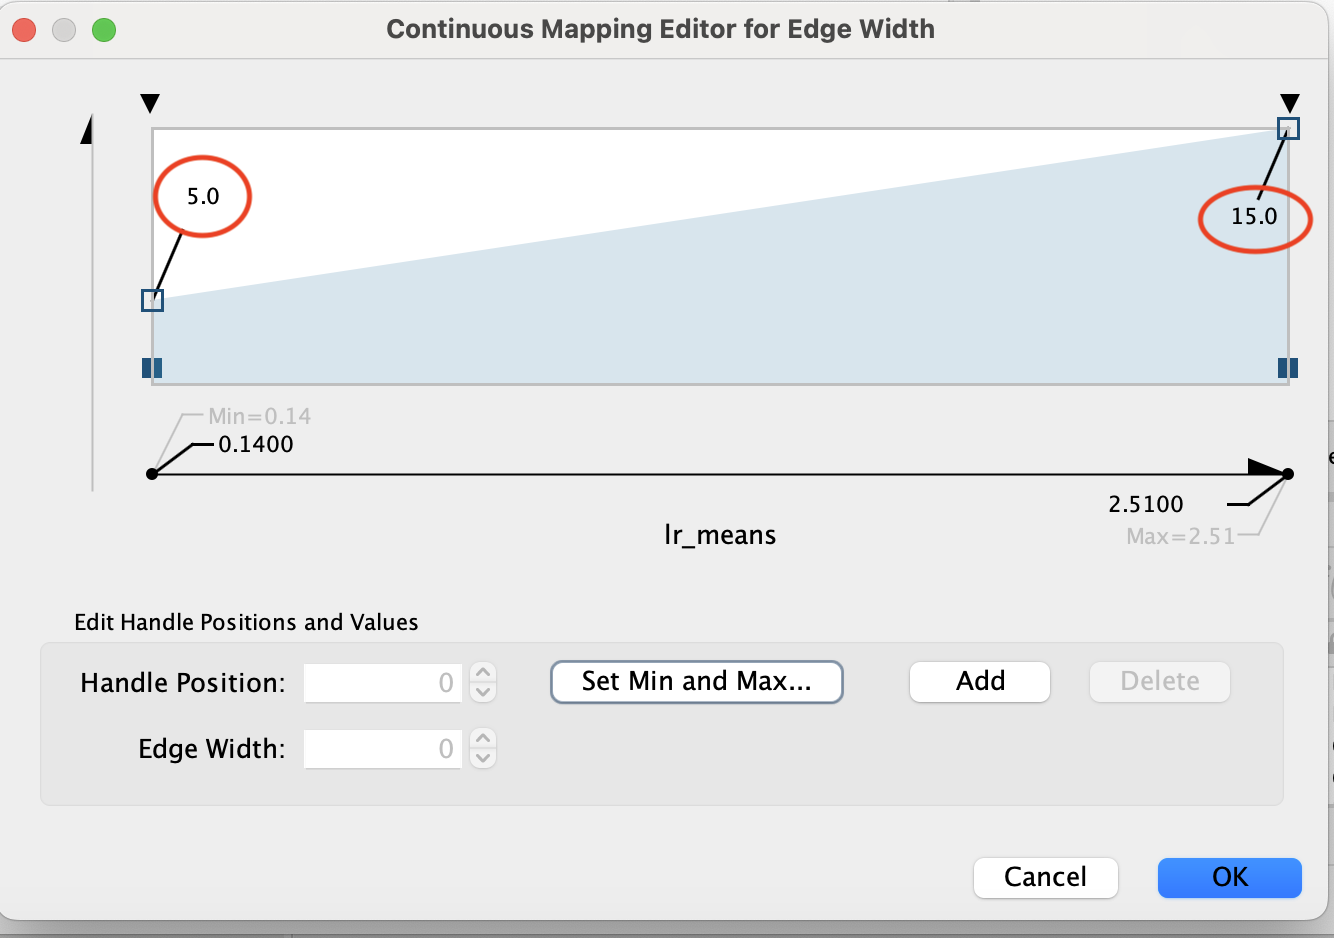 Continuous Mapping Editor for Edge Width
5.0
15.0
Min=0.14
0.1400
2.5100
Max=2.51
lr_means
Edit Handle Positions and Values
Handle Position: 0 Set Min and Max... Add Delete
Edge Width: 0
Cancel OK